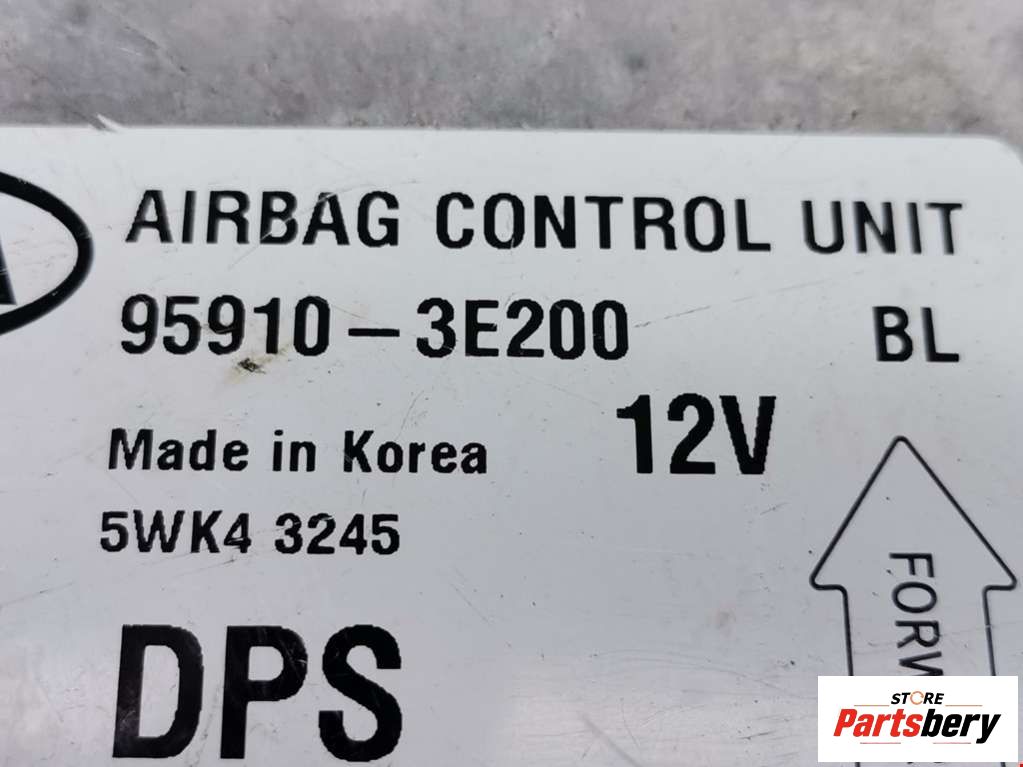 AIRBAG CONTROL UNIT
95910-3E200 BL
Made in Korea 12V
5WK4 3245
DPS
STORE
Partsbery